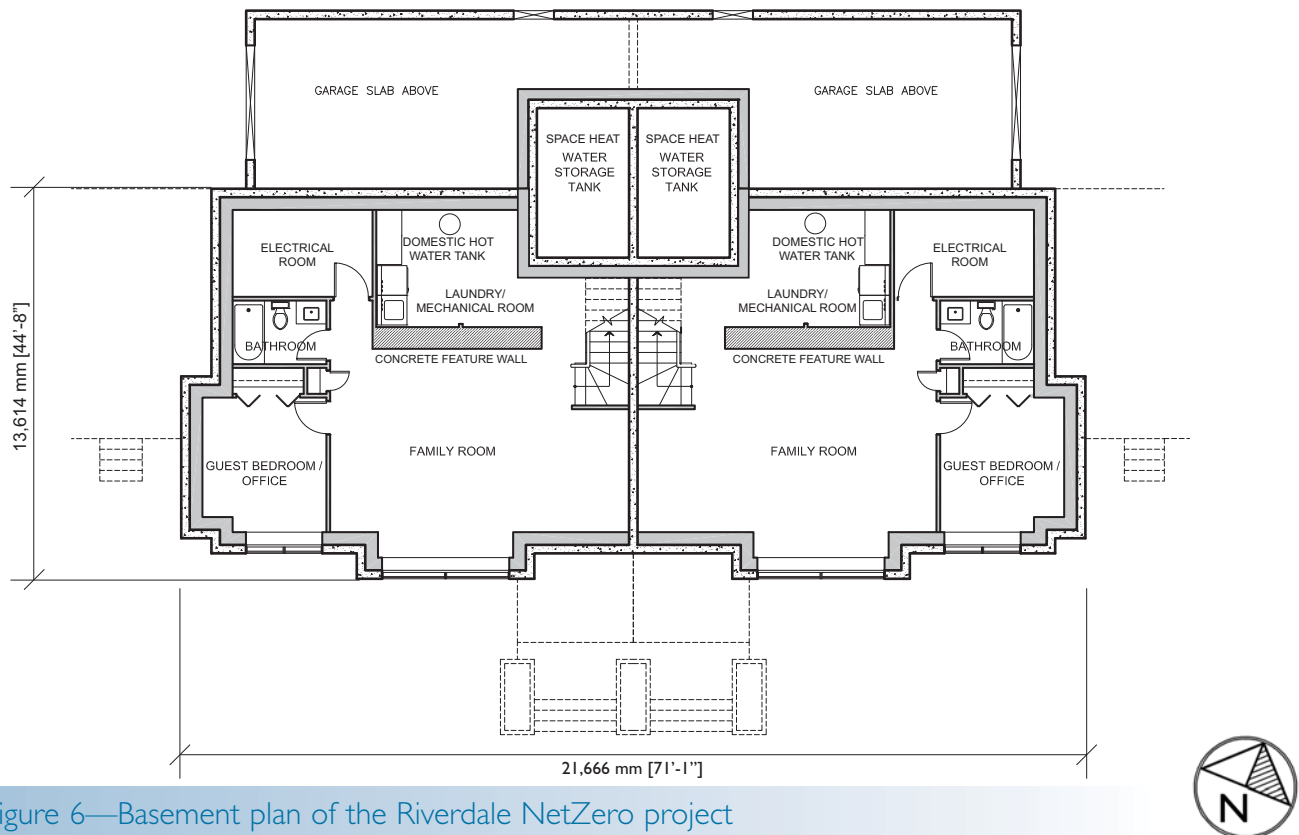 GARAGE SLAB ABOVE
GARAGE SLAB ABOVE
SPACE HEAT
WATER
STORAGE
TANK
SPACE HEAT
WATER
STORAGE
TANK
ELECTRICAL
ROOM
DOMESTIC HOT
WATER TANK
DOMESTIC HOT
WATER TANK
ELECTRICAL
ROOM
LAUNDRY/
MECHANICAL ROOM
LAUNDRY/
MECHANICAL ROOM
BATHROOM
CONCRETE FEATURE WALL
CONCRETE FEATURE WALL
BATHROOM
13,614 mm [44'-8"]
FAMILY ROOM
FAMILY ROOM
GUEST BEDROOM /
OFFICE
GUEST BEDROOM /
OFFICE
21,666 mm [71'-1"]
N
igure 6—Basement plan of the Riverdale NetZero project